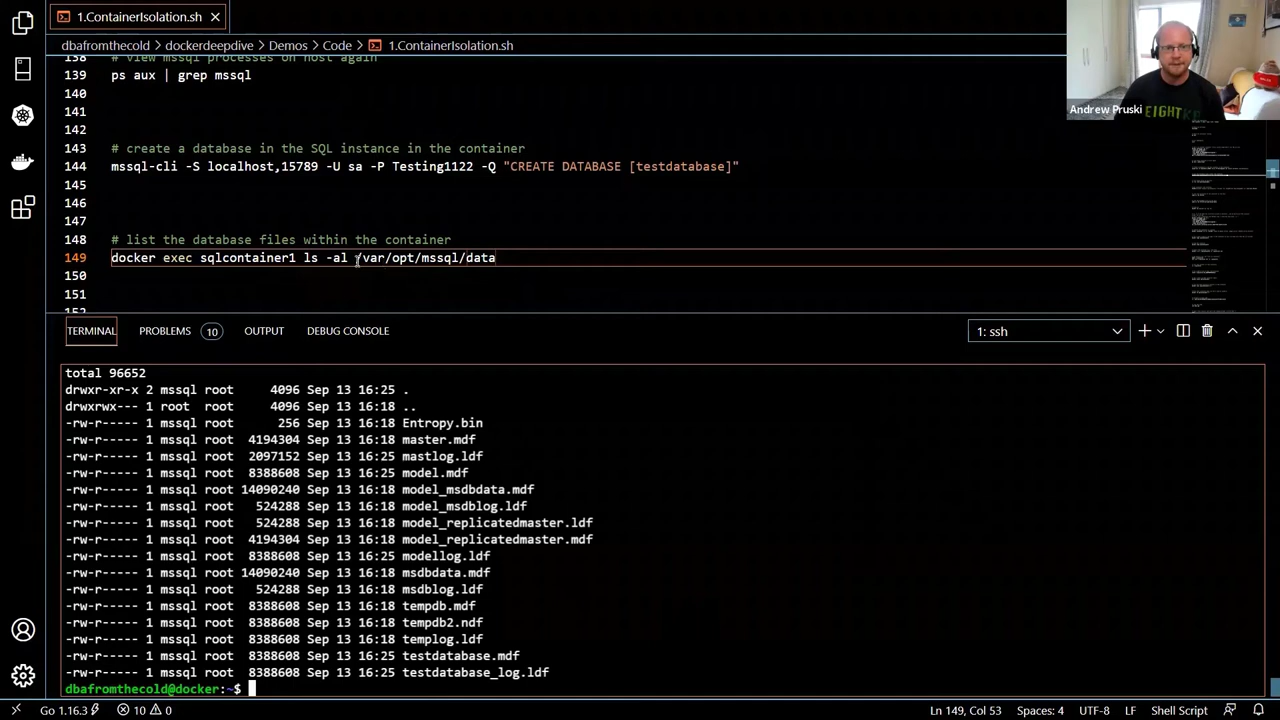 1.ContainerIsolation.sh
dbafromthecold > dockerdeepdive > Demos > Code > 1.ContainerIsolation.sh
138 # view mssql processes on host again
139 ps aux | grep mssql
140
141
142
143 # create a database in the SQL instance in the container
144 mssql-cli -S localhost,15789 -U sa -P Testing1122 -Q "CREATE DATABASE [testdatabase]"
145
146
147
148 # list the database files within the container
149 docker exec sqlcontainer1 ls -al /var/opt/mssql/data
150
151
152
Andrew Pruski
EIGHTK
TERMINAL PROBLEMS 10 OUTPUT DEBUG CONSOLE 1: ssh
total 96652
drwxr-xr-x 2 mssql root 4096 Sep 13 16:25 .
drwxrwx--- 1 root root 4096 Sep 13 16:18 ..
-rw-r----- 1 mssql root 256 Sep 13 16:18 Entropy.bin
-rw-r----- 1 mssql root 4194304 Sep 13 16:18 master.mdf
-rw-r----- 1 mssql root 2097152 Sep 13 16:25 mastlog.ldf
-rw-r----- 1 mssql root 8388608 Sep 13 16:25 model.mdf
-rw-r----- 1 mssql root 14090240 Sep 13 16:18 model_msdbdata.mdf
-rw-r----- 1 mssql root 524288 Sep 13 16:18 model_msdblog.ldf
-rw-r----- 1 mssql root 524288 Sep 13 16:18 model_replicatedmaster.ldf
-rw-r----- 1 mssql root 4194304 Sep 13 16:18 model_replicatedmaster.mdf
-rw-r----- 1 mssql root 8388608 Sep 13 16:25 modellog.ldf
-rw-r----- 1 mssql root 14090240 Sep 13 16:18 msdbdata.mdf
-rw-r----- 1 mssql root 524288 Sep 13 16:18 msdblog.ldf
-rw-r----- 1 mssql root 8388608 Sep 13 16:18 tempdb.mdf
-rw-r----- 1 mssql root 8388608 Sep 13 16:18 tempdb2.ndf
-rw-r----- 1 mssql root 8388608 Sep 13 16:18 templog.ldf
-rw-r----- 1 mssql root 8388608 Sep 13 16:25 testdatabase.mdf
-rw-r----- 1 mssql root 8388608 Sep 13 16:25 testdatabase_log.ldf
dbafromthecold@docker:~$
Go 1.16.3 10 0 Ln 149, Col 53 Spaces: 4 UTF-8 LF Shell Script